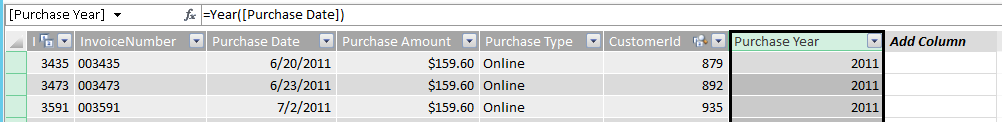 [Purchase Year] fx =Year([Purchase Date])
I InvoiceNumber Purchase Date Purchase Amount Purchase Type CustomerId Purchase Year Add Column
3435 003435 6/20/2011 $159.60 Online 879 2011
3473 003473 6/23/2011 $159.60 Online 892 2011
3591 003591 7/2/2011 $159.60 Online 935 2011